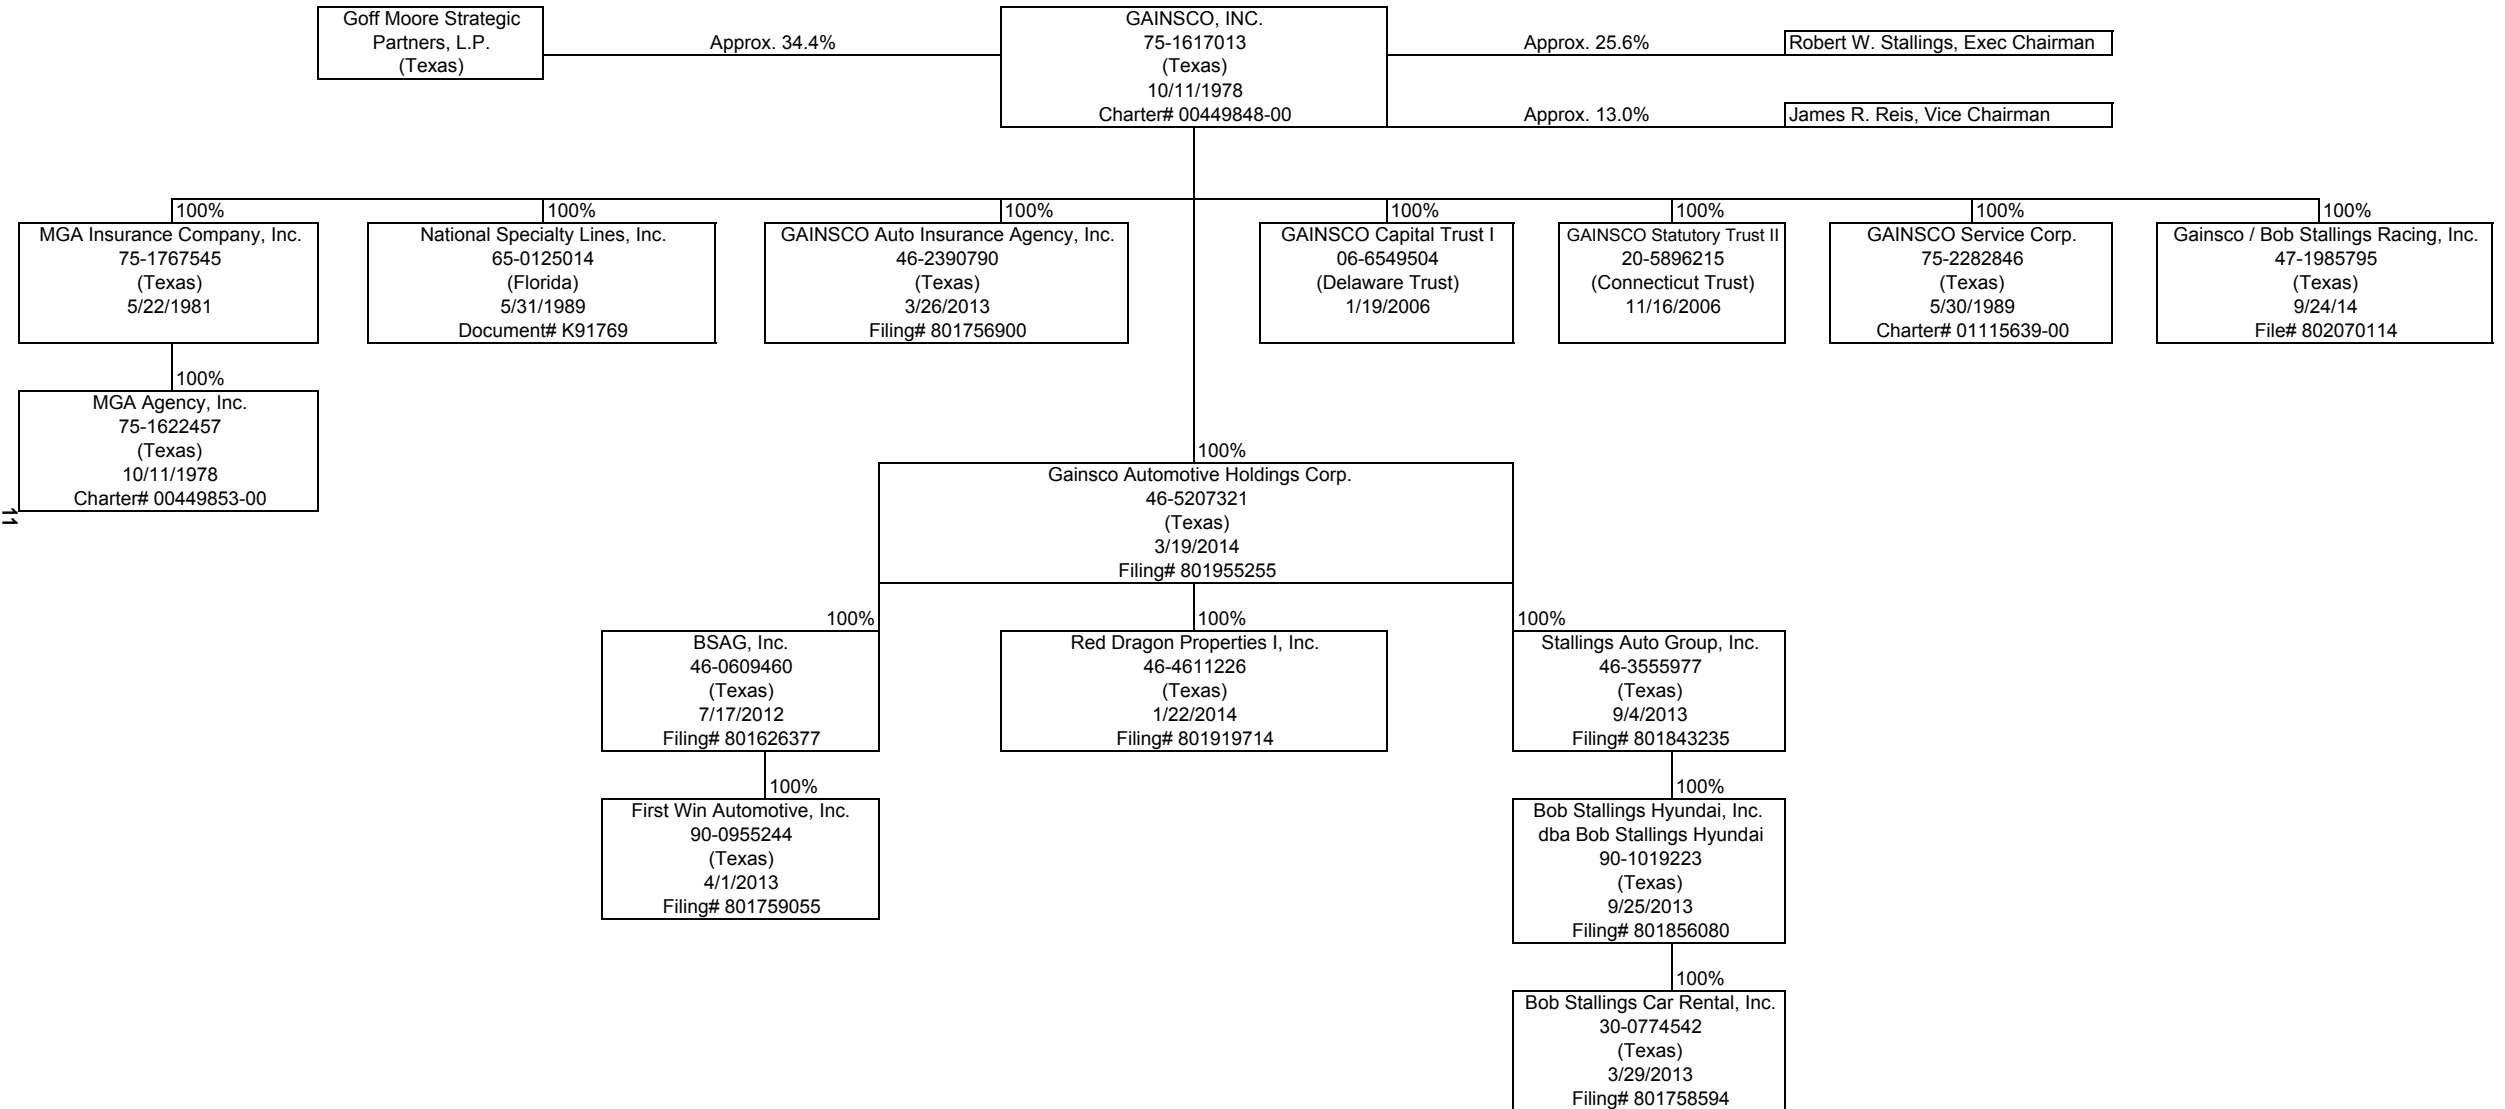 Goff Moore Strategic
Partners, L.P.
(Texas)
Approx. 34.4%
GAINSCO, INC.
75-1617013
(Texas)
10/11/1978
Charter# 00449848-00
Approx. 25.6%
Robert W. Stallings, Exec Chairman
Approx. 13.0%
James R. Reis, Vice Chairman
100%
MGA Insurance Company, Inc.
75-1767545
(Texas)
5/22/1981
100%
National Specialty Lines, Inc.
65-0125014
(Florida)
5/31/1989
Document# K91769
100%
GAINSCO Auto Insurance Agency, Inc.
46-2390790
(Texas)
3/26/2013
Filing# 801756900
100%
GAINSCO Capital Trust I
06-6549504
(Delaware Trust)
1/19/2006
100%
GAINSCO Statutory Trust II
20-5896215
(Connecticut Trust)
11/16/2006
100%
GAINSCO Service Corp.
75-2282846
(Texas)
5/30/1989
Charter# 01115639-00
100%
Gainsco / Bob Stallings Racing, Inc.
47-1985795
(Texas)
9/24/14
File# 802070114
100%
MGA Agency, Inc.
75-1622457
(Texas)
10/11/1978
Charter# 00449853-00
11
100%
Gainsco Automotive Holdings Corp.
46-5207321
(Texas)
3/19/2014
Filing# 801955255
100%
BSAG, Inc.
46-0609460
(Texas)
7/17/2012
Filing# 801626377
100%
Red Dragon Properties I, Inc.
46-4611226
(Texas)
1/22/2014
Filing# 801919714
100%
Stallings Auto Group, Inc.
46-3555977
(Texas)
9/4/2013
Filing# 801843235
100%
First Win Automotive, Inc.
90-0955244
(Texas)
4/1/2013
Filing# 801759055
100%
Bob Stallings Hyundai, Inc.
dba Bob Stallings Hyundai
90-1019223
(Texas)
9/25/2013
Filing# 801856080
100%
Bob Stallings Car Rental, Inc.
30-0774542
(Texas)
3/29/2013
Filing# 801758594